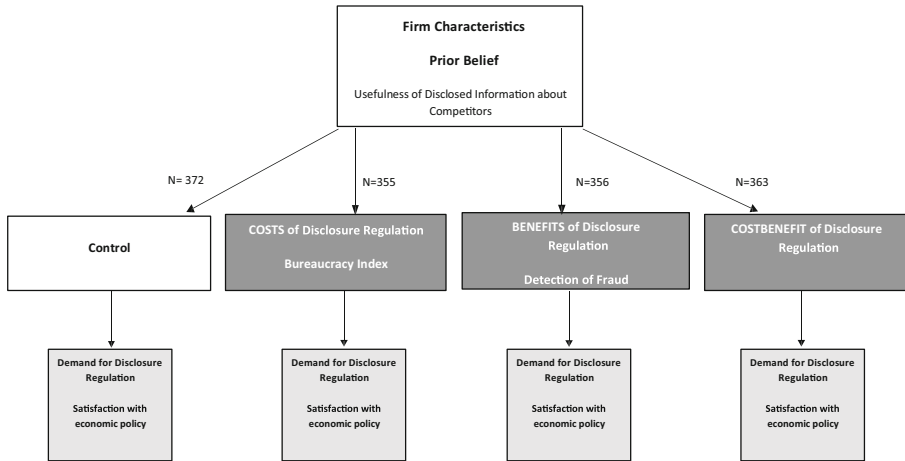 Firm Characteristics
Prior Belief
Usefulness of Disclosed Information about
Competitors
N= 372
N=355
N=356
N=363
Control
COSTS of Disclosure Regulation
Bureaucracy Index
BENEFITS of Disclosure
Regulation
Detection of Fraud
COSTBENEFIT of Disclosure
Regulation
Demand for Disclosure
Regulation
Satisfaction with
economic policy
Demand for Disclosure
Regulation
Satisfaction with
economic policy
Demand for Disclosure
Regulation
Satisfaction with
economic policy
Demand for Disclosure
Regulation
Satisfaction with
economic policy